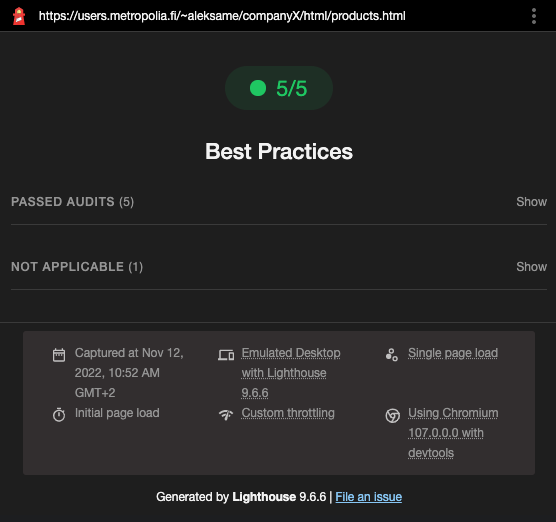 https://users.metropolia.fi/~aleksame/companyX/html/products.html
5/5
Best Practices
PASSED AUDITS (5) Show
NOT APPLICABLE (1) Show
Captured at Nov 12,
2022, 10:52 AM
GMT+2
Emulated Desktop
with Lighthouse
9.6.6
Single page load
Initial page load
Custom throttling
Using Chromium
107.0.0.0 with
devtools
Generated by Lighthouse 9.6.6 | File an issue